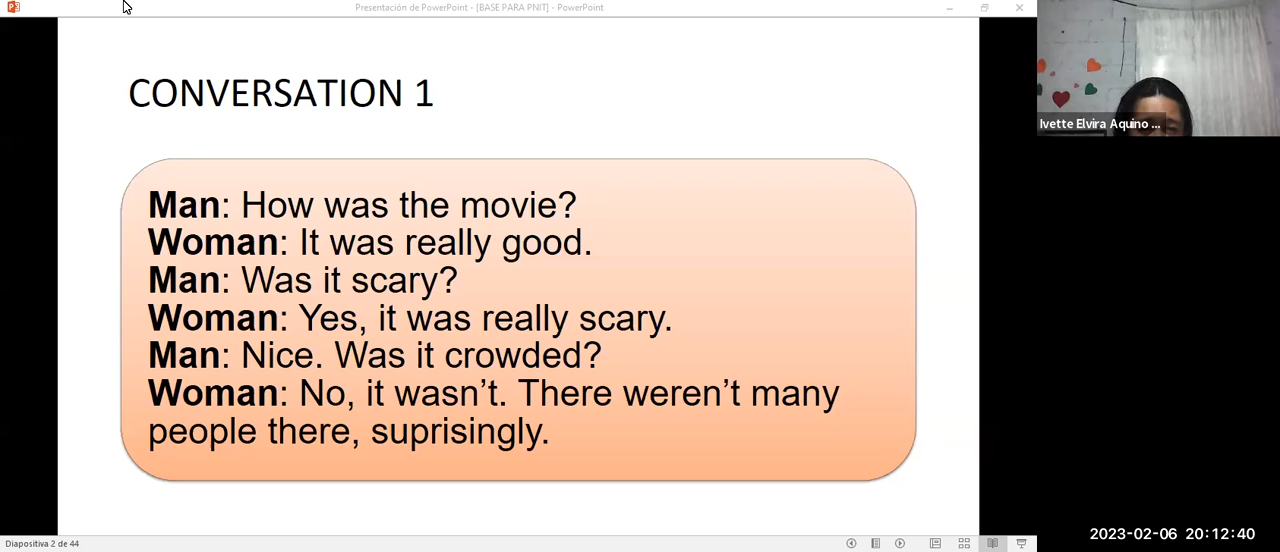 Presentación de PowerPoint - [BASE PARA PNIT] - PowerPoint
CONVERSATION 1
Man: How was the movie?
Woman: It was really good.
Man: Was it scary?
Woman: Yes, it was really scary.
Man: Nice. Was it crowded?
Woman: No, it wasn't. There weren't many
people there, suprisingly.
Ivette Elvira Aquino ...
Diapositiva 2 de 44
2023-02-06 20:12:40